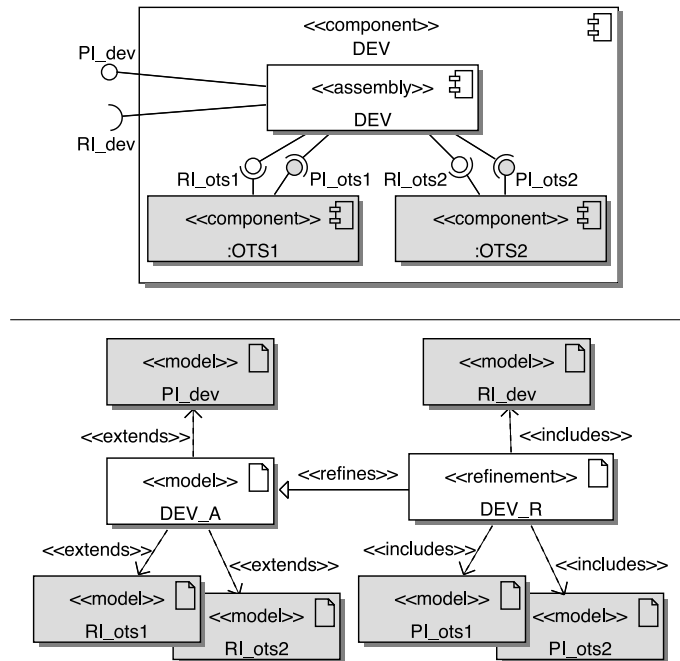 <<component>>
DEV
PI_dev
<<assembly>>
DEV
RI_dev
RI_ots1
PI_ots1
RI_ots2
PI_ots2
<<component>>
:OTS1
<<component>>
:OTS2
<<model>>
PI_dev
<<model>>
RI_dev
<<extends>>
<<includes>>
<<model>>
DEV_A
<<refines>>
<<refinement>>
DEV_R
<<extends>>
<<extends>>
<<includes>>
<<includes>>
<<model>>
RI_ots1
<<model>>
RI_ots2
<<model>>
PI_ots1
<<model>>
PI_ots2